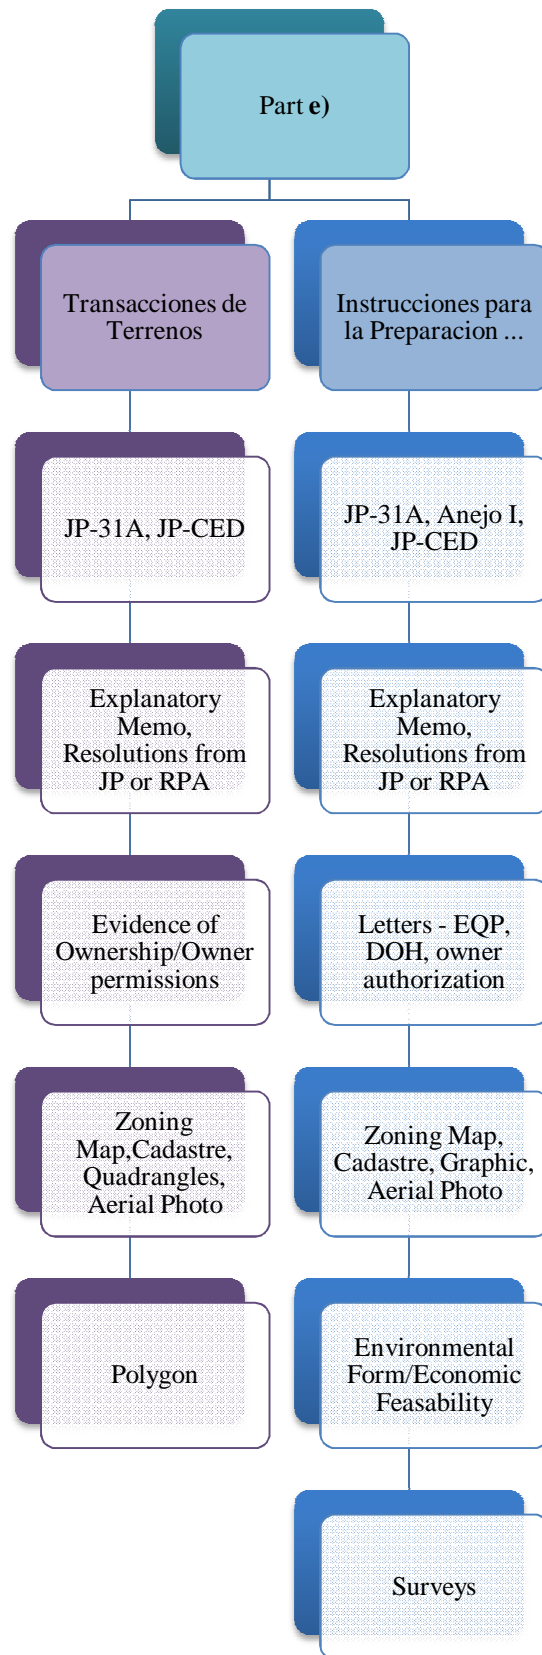 Part e)
Transacciones de
Terrenos
JP-31A, JP-CED
Explanatory
Memo,
Resolutions from
JP or RPA
Evidence of
Ownership/Owner
permissions
Zoning
Map,Cadastre,
Quadrangles,
Aerial Photo
Polygon
Instrucciones para
la Preparacion ...
JP-31A, Anejo I,
JP-CED
Explanatory
Memo,
Resolutions from
JP or RPA
Letters - EQP,
DOH, owner
authorization
Zoning Map,
Cadastre, Graphic,
Aerial Photo
Environmental
Form/Economic
Feasability
Surveys